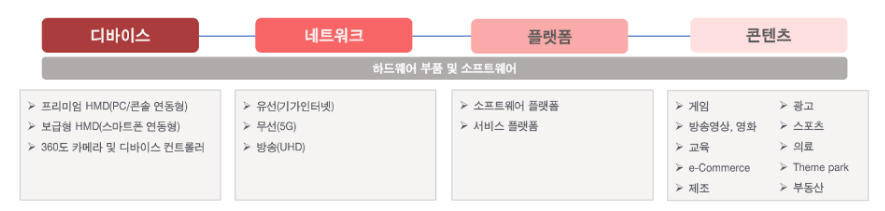 디바이스
네트워크
플랫폼
콘텐츠
하드웨어 부품 및 소프트웨어
➢ 프리미엄 HMD(PC/콘솔 연동형)
➢ 보급형 HMD(스마트폰 연동형)
➢ 360도 카메라 및 디바이스 컨트롤러
➢ 유선(기가인터넷)
➢ 무선(5G)
➢ 방송(UHD)
➢ 소프트웨어 플랫폼
➢ 서비스 플랫폼
➢ 게임
➢ 방송영상, 영화
➢ 교육
➢ e-Commerce
➢ 제조
➢ 광고
➢ 스포츠
➢ 의료
➢ Theme park
➢ 부동산